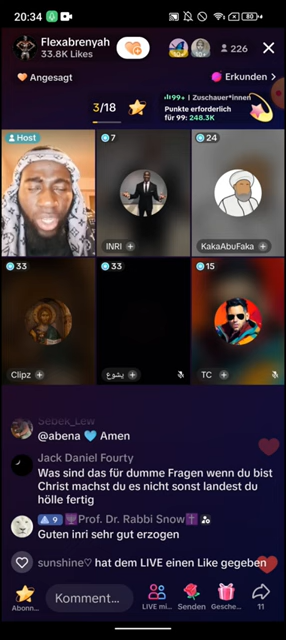 20:34
80
Flexabrenyah
33.8K Likes
226
Angesagt
Erkunden >
3/18
99+ | Zuschauer*innen
Punkte erforderlich
für 99: 248.3K
Host
7
24
INRI +
KakaAbuFaka +
33
33
15
Clipz +
يشوع +
TC +
Sebek_Lew
@abena 🩵 Amen
Jack Daniel Fourty
Was sind das für dumme Fragen wenn du bist
Christ machst du es nicht sonst landest du
hölle fertig
9 🕎Prof. Dr. Rabbi Snow✝️
Guten inri sehr gut erzogen
sunshine♡ hat dem LIVE einen Like gegeben
Komment...
Abonn...
LIVE mi...
Senden
Gesche...
11